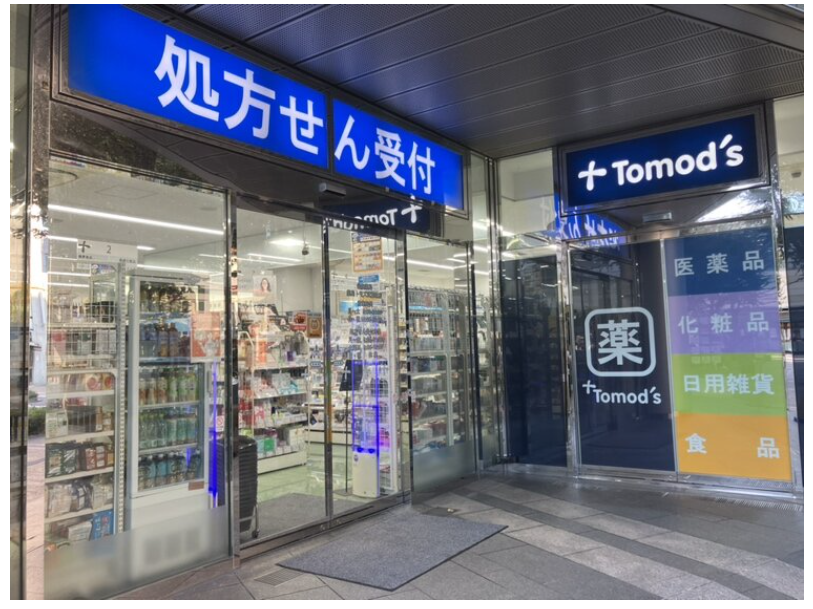 処方せん受付
Tomod's
医薬品
化粧品
日用雑貨
食品
薬
Tomod's